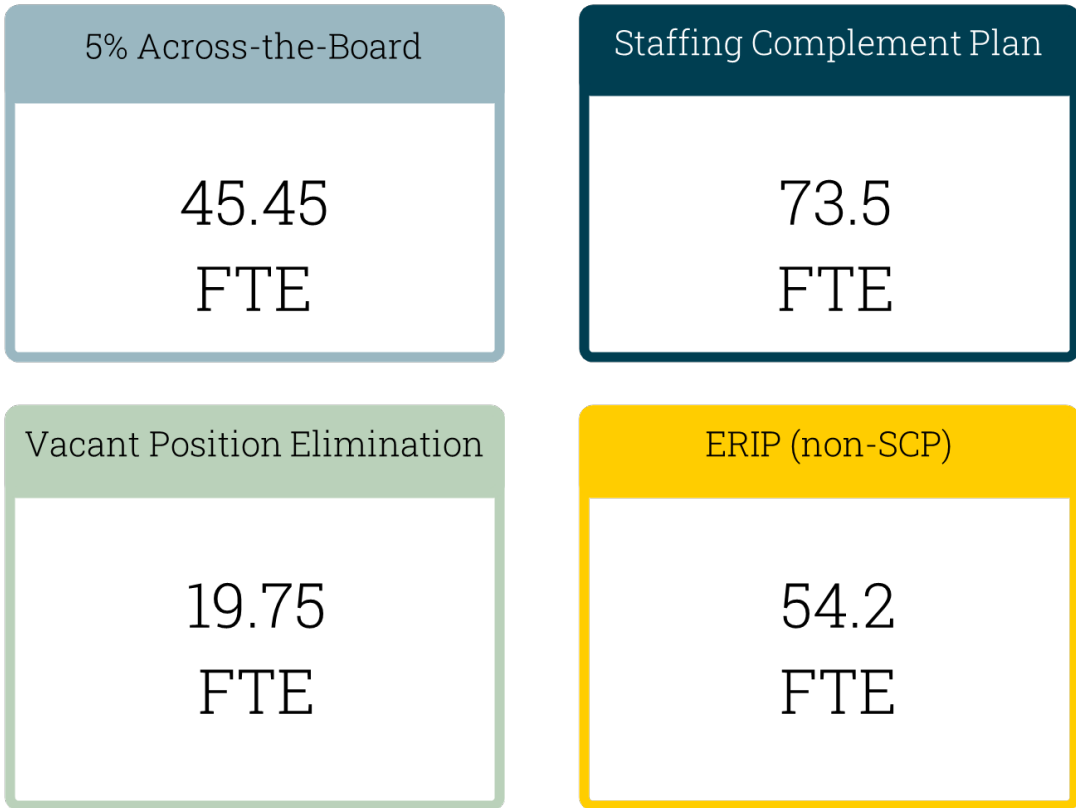 5% Across-the-Board
45.45
FTE
Staffing Complement Plan
73.5
FTE
Vacant Position Elimination
19.75
FTE
ERIP (non-SCP)
54.2
FTE